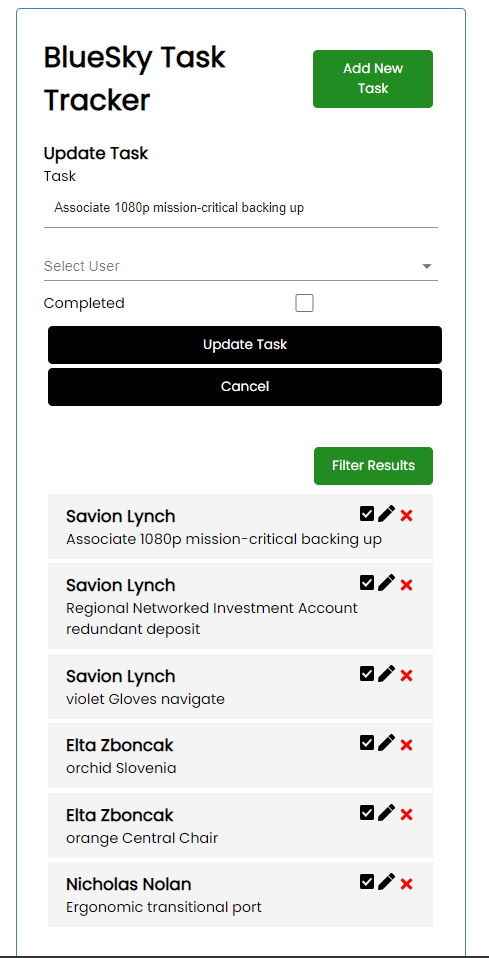 BlueSky Task
Tracker
Add New
Task
Update Task
Task
Associate 1080p mission-critical backing up
Select User
Completed
Update Task
Cancel
Filter Results
Savion Lynch
Associate 1080p mission-critical backing up
Savion Lynch
Regional Networked Investment Account
redundant deposit
Savion Lynch
violet Gloves navigate
Elta Zboncak
orchid Slovenia
Elta Zboncak
orange Central Chair
Nicholas Nolan
Ergonomic transitional port